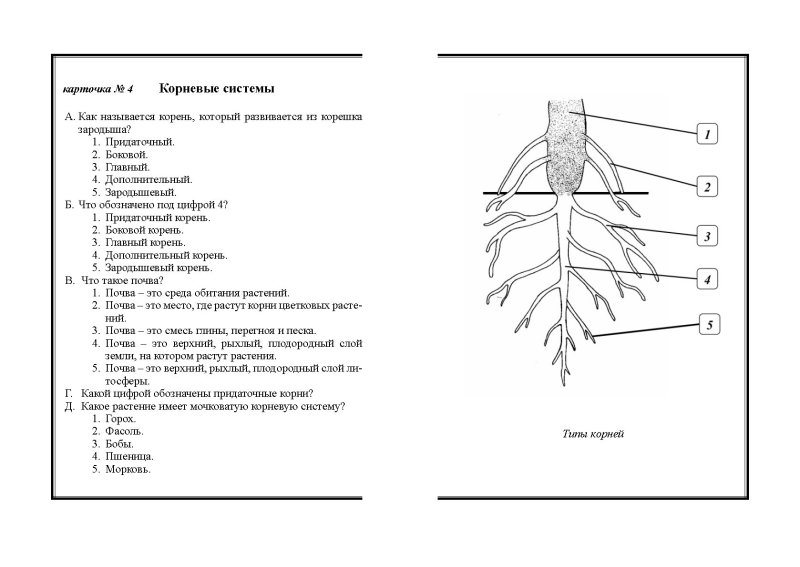 карточка № 4 Корневые системы
А. Как называется корень, который развивается из корешка
зародыша?
1. Придаточный.
2. Боковой.
3. Главный.
4. Дополнительный.
5. Зародышевый.
Б. Что обозначено под цифрой 4?
1. Придаточный корень.
2. Боковой корень.
3. Главный корень.
4. Дополнительный корень.
5. Зародышевый корень.
В. Что такое почва?
1. Почва – это среда обитания растений.
2. Почва – это место, где растут корни цветковых расте-
ний.
3. Почва – это смесь глины, перегноя и песка.
4. Почва – это верхний, рыхлый, плодородный слой
земли, на котором растут растения.
5. Почва – это верхний, рыхлый, плодородный слой ли-
тосферы.
Г. Какой цифрой обозначены придаточные корни?
Д. Какое растение имеет мочковатую корневую систему?
1. Горох.
2. Фасоль.
3. Бобы.
4. Пшеница.
5. Морковь.
1
2
3
4
5
Типы корней